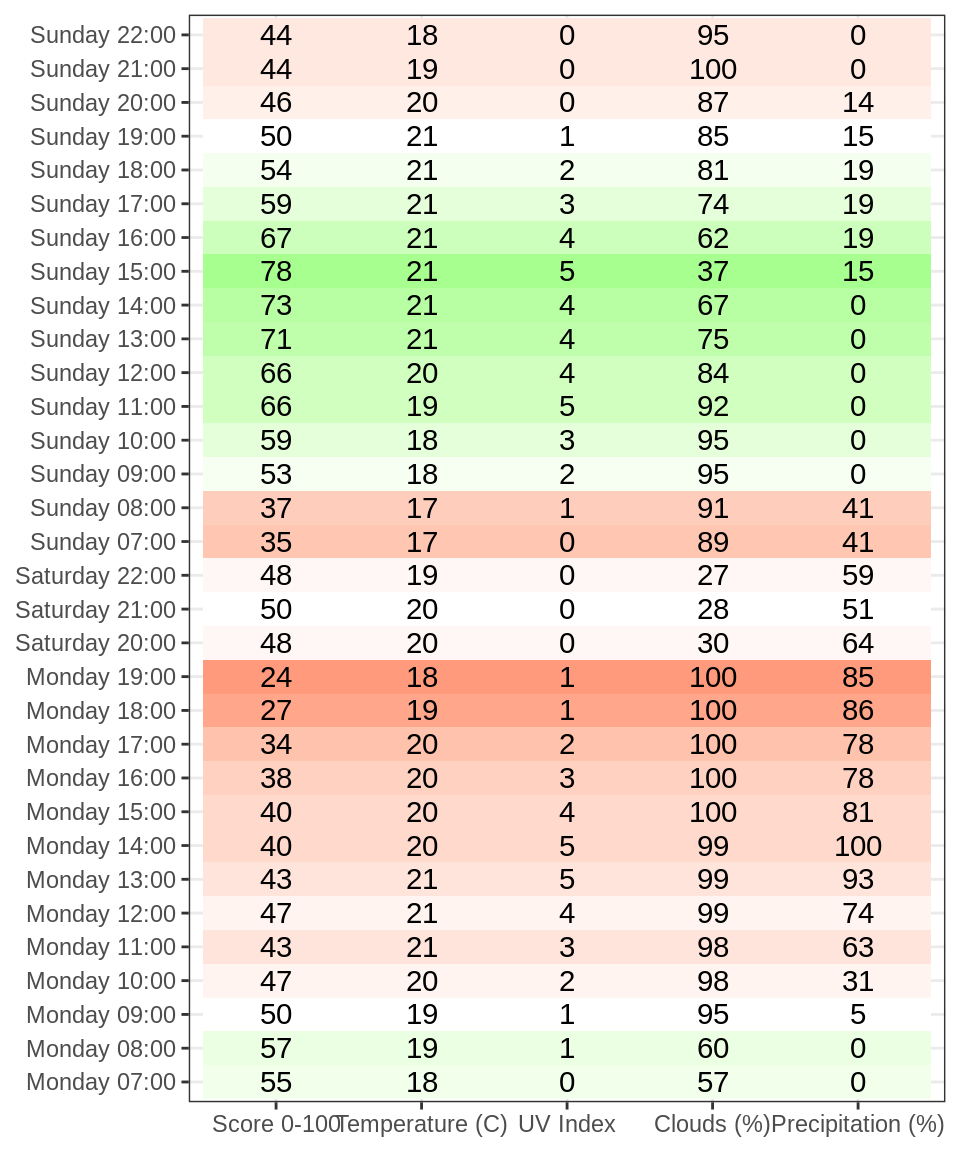 Sunday 22:00 44 18 0 95 0
Sunday 21:00 44 19 0 100 0
Sunday 20:00 46 20 0 87 14
Sunday 19:00 50 21 1 85 15
Sunday 18:00 54 21 2 81 19
Sunday 17:00 59 21 3 74 19
Sunday 16:00 67 21 4 62 19
Sunday 15:00 78 21 5 37 15
Sunday 14:00 73 21 4 67 0
Sunday 13:00 71 21 4 75 0
Sunday 12:00 66 20 4 84 0
Sunday 11:00 66 19 5 92 0
Sunday 10:00 59 18 3 95 0
Sunday 09:00 53 18 2 95 0
Sunday 08:00 37 17 1 91 41
Sunday 07:00 35 17 0 89 41
Saturday 22:00 48 19 0 27 59
Saturday 21:00 50 20 0 28 51
Saturday 20:00 48 20 0 30 64
Monday 19:00 24 18 1 100 85
Monday 18:00 27 19 1 100 86
Monday 17:00 34 20 2 100 78
Monday 16:00 38 20 3 100 78
Monday 15:00 40 20 4 100 81
Monday 14:00 40 20 5 99 100
Monday 13:00 43 21 5 99 93
Monday 12:00 47 21 4 99 74
Monday 11:00 43 21 3 98 63
Monday 10:00 47 20 2 98 31
Monday 09:00 50 19 1 95 5
Monday 08:00 57 19 1 60 0
Monday 07:00 55 18 0 57 0
Score 0-100 Temperature (C) UV Index Clouds (%) Precipitation (%)